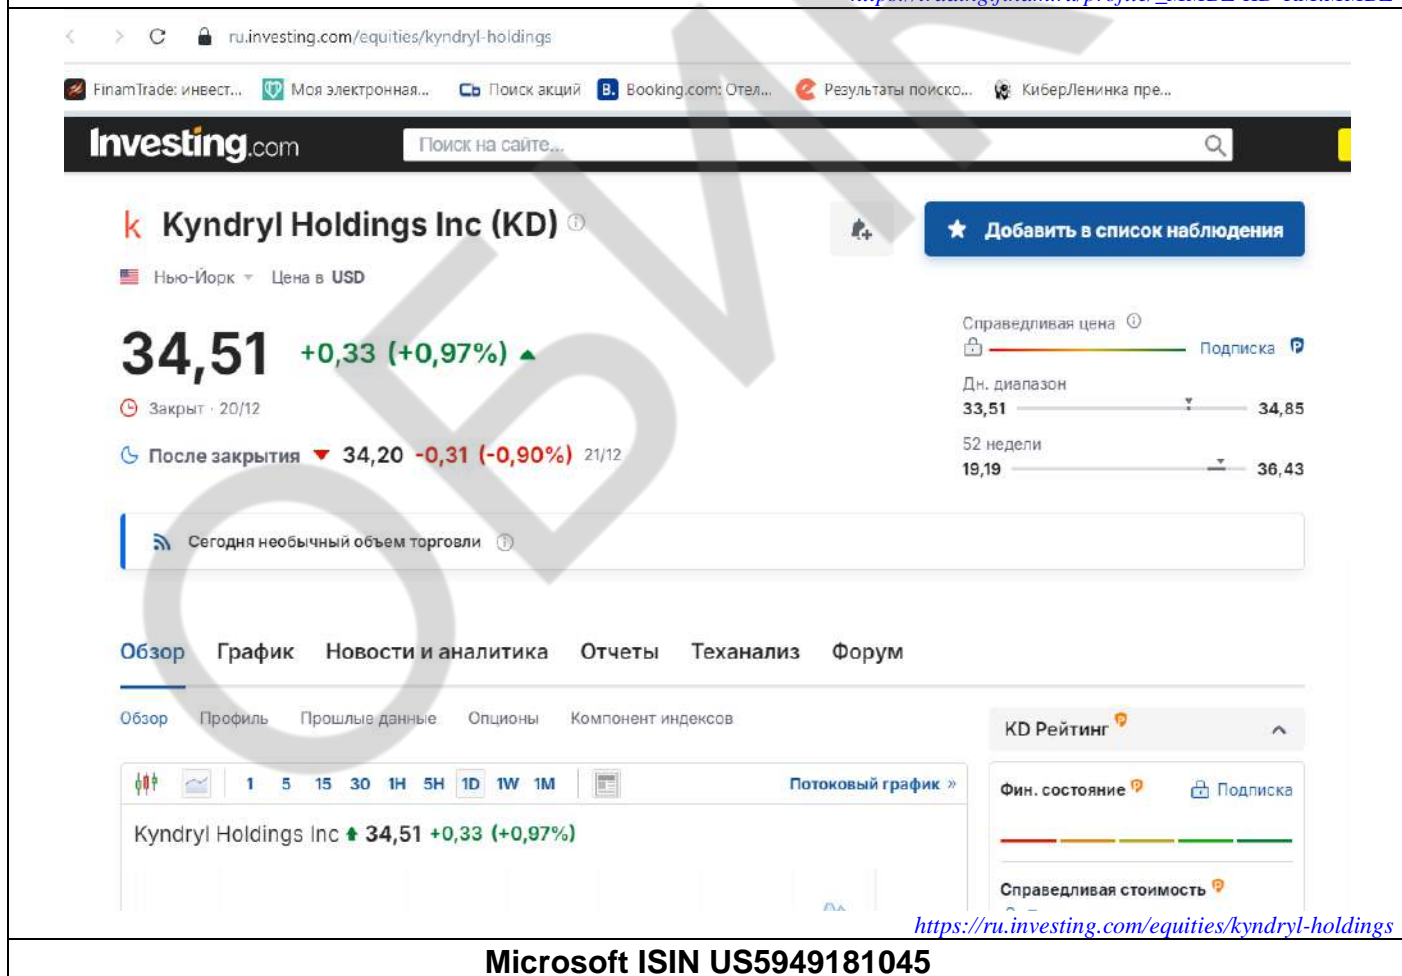 ru.investing.com/equities/kyndryl-holdings
FinamTrade: инвест... Моя электронная... Сь Поиск акций B. Booking.com: Отел... Результаты поиско... КиберЛенинка пре...
Investing.com Поиск на сайте...
k Kyndryl Holdings Inc (KD)
Добавить в список наблюдения
Нью-Йорк Цена в USD
34,51 +0,33 (+0,97%)
Закрыт · 20/12
После закрытия 34,20 -0,31 (-0,90%) 21/12
Справедливая цена
Подписка
Дн. диапазон
33,51 34,85
52 недели
19,19 36,43
Сегодня необычный объем торговли
Обзор График Новости и аналитика Отчеты Теханализ Форум
Обзор Профиль Прошлые данные Опционы Компонент индексов
KD Рейтинг
1 5 15 30 1H 5H 1D 1W 1M Потоковый график »
Kyndryl Holdings Inc 34,51 +0,33 (+0,97%)
Фин. состояние Подписка
Справедливая стоимость
https://ru.investing.com/equities/kyndryl-holdings
Microsoft ISIN US5949181045